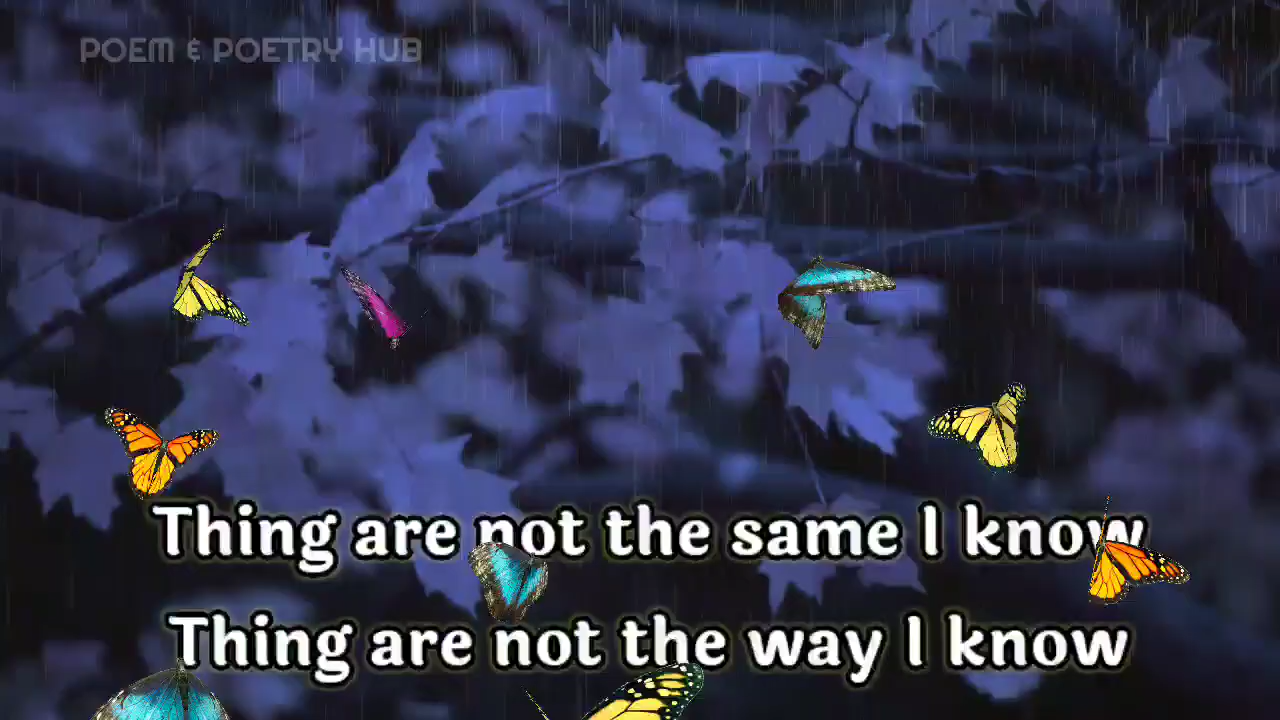 POEM & POETRY HUB
Thing are not the same I know
Thing are not the way I know